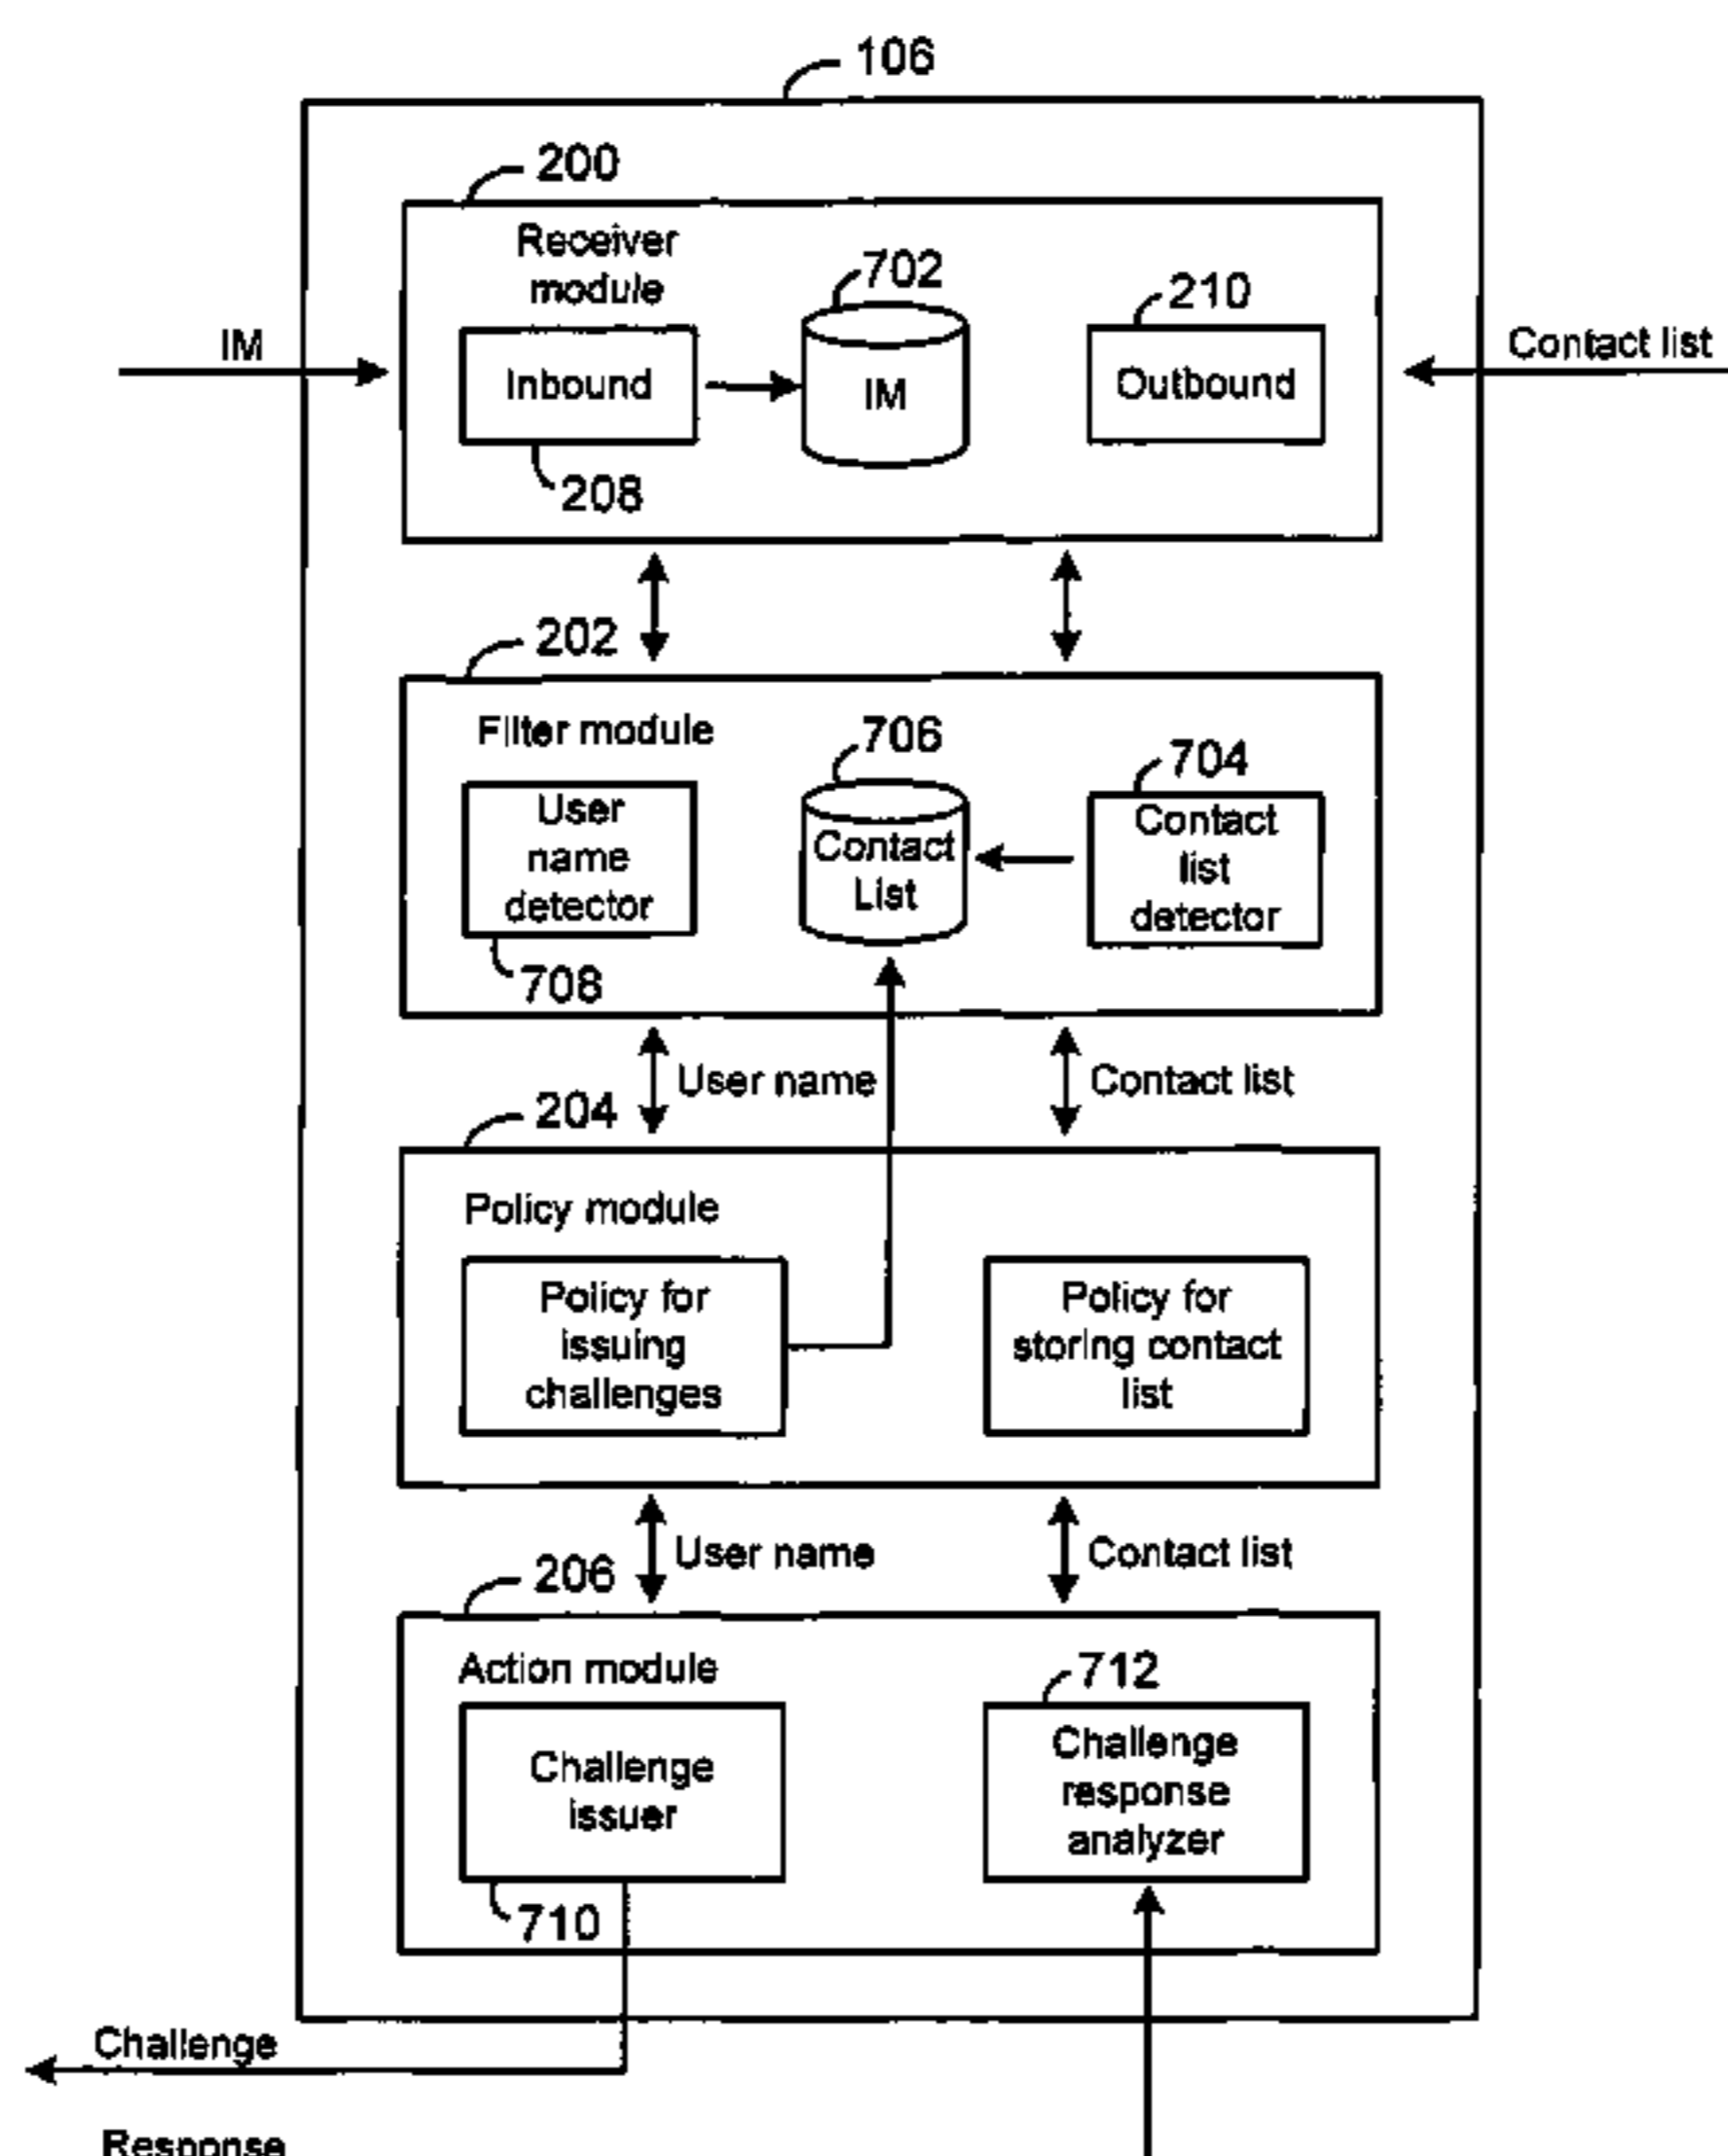 106
200
Receiver
module
702
210
IM
Contact list
Inbound
IM
Outbound
208
202
Filter module
706
704
User
name
detector
Contact
List
Contact
list
detector
708
User name
Contact list
204
Policy module
Policy for
issuing
challenges
Policy for
storing contact
list
User name
Contact list
206
Action module
712
Challenge
issuer
Challenge
response
analyzer
710
Challenge
Response